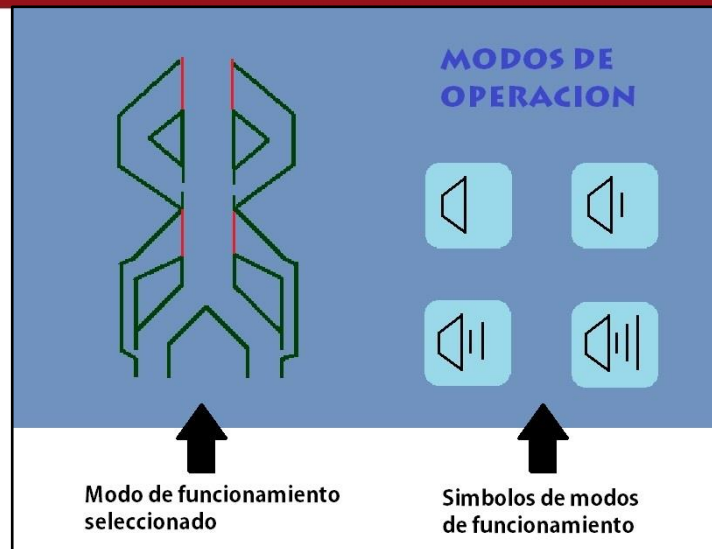 MODOS DE
OPERACION
Modo de funcionamiento
seleccionado
Simbolos de modos
de funcionamiento